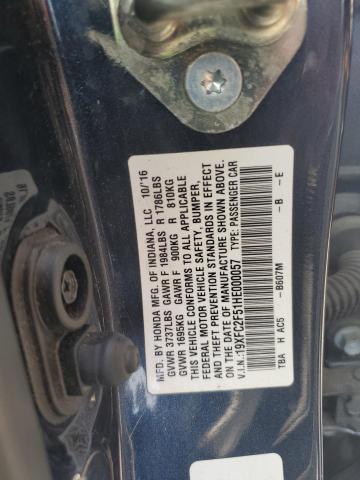 MFD. BY HONDA MFG. OF INDIANA, LLC 10/16
GVWR 3737LBS GAWR F 1984LBS R 1786LBS
GVWR 1695KG GAWR F 900KG R 810KG
THIS VEHICLE CONFORMS TO ALL APPLICABLE
FEDERAL MOTOR VEHICLE SAFETY, BUMPER,
AND THEFT PREVENTION STANDARDS IN EFFECT
ON THE DATE OF MANUFACTURE SHOWN ABOVE.
V.I.N.:19XFC2F51HE000057 TYPE:PASSENGER CAR
TBA H AC5 - B607M - B - E